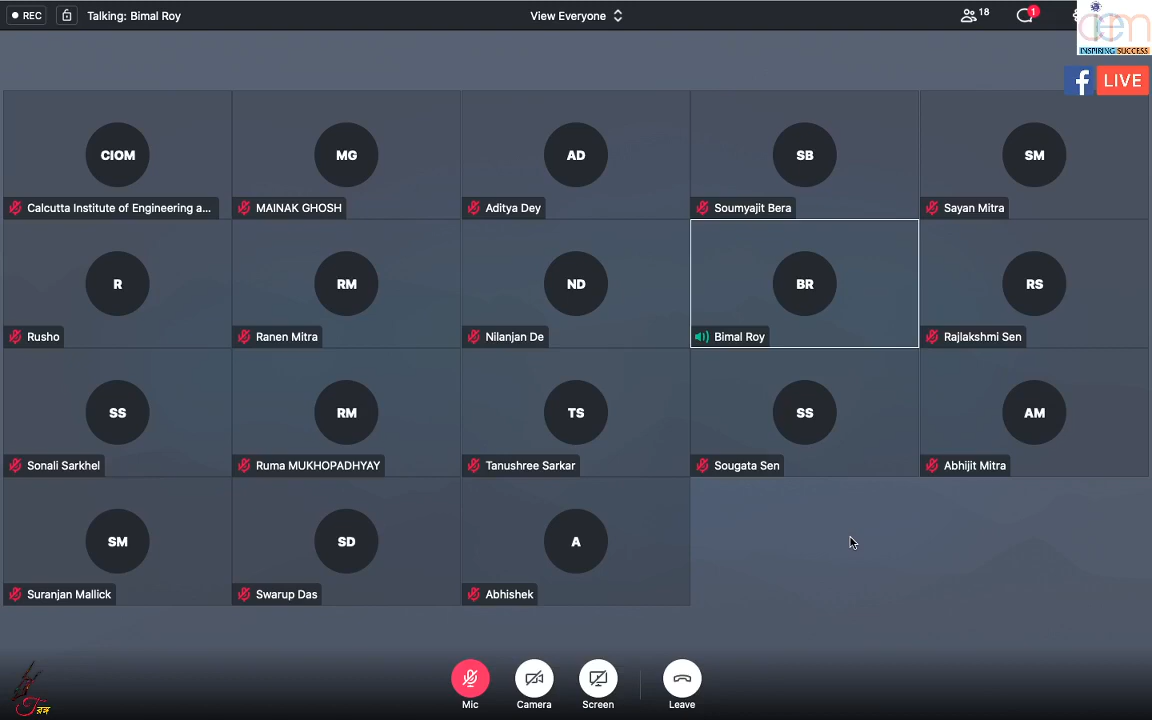 REC
Talking: Bimal Roy
View Everyone
18
1
INSPIRING SUCCESS
f LIVE
CIOM
MG
AD
SB
SM
Calcutta Institute of Engineering a...
MAINAK GHOSH
Aditya Dey
Soumyajit Bera
Sayan Mitra
R
RM
ND
BR
RS
Rusho
Ranen Mitra
Nilanjan De
Bimal Roy
Rajlakshmi Sen
SS
RM
TS
SS
AM
Sonali Sarkhel
Ruma MUKHOPADHYAY
Tanushree Sarkar
Sougata Sen
Abhijit Mitra
SM
SD
A
Suranjan Mallick
Swarup Das
Abhishek
Mic
Camera
Screen
Leave